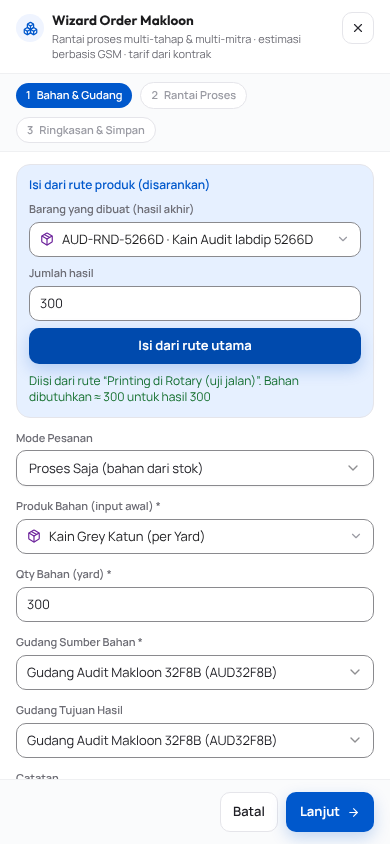 Wizard Order Makloon
Rantai proses multi-tahap & multi-mitra · estimasi
berbasis GSM · tarif dari kontrak
1 Bahan & Gudang
2 Rantai Proses
3 Ringkasan & Simpan
Isi dari rute produk (disarankan)
Barang yang dibuat (hasil akhir)
AUD-RND-5266D · Kain Audit labdip 5266D
Jumlah hasil
300
Isi dari rute utama
Diisi dari rute “Printing di Rotary (uji jalan)”. Bahan
dibutuhkan ≈ 300 untuk hasil 300
Mode Pesanan
Proses Saja (bahan dari stok)
Produk Bahan (input awal) *
Kain Grey Katun (per Yard)
Qty Bahan (yard) *
300
Gudang Sumber Bahan *
Gudang Audit Makloon 32F8B (AUD32F8B)
Gudang Tujuan Hasil
Gudang Audit Makloon 32F8B (AUD32F8B)
Catatan
Batal
Lanjut →